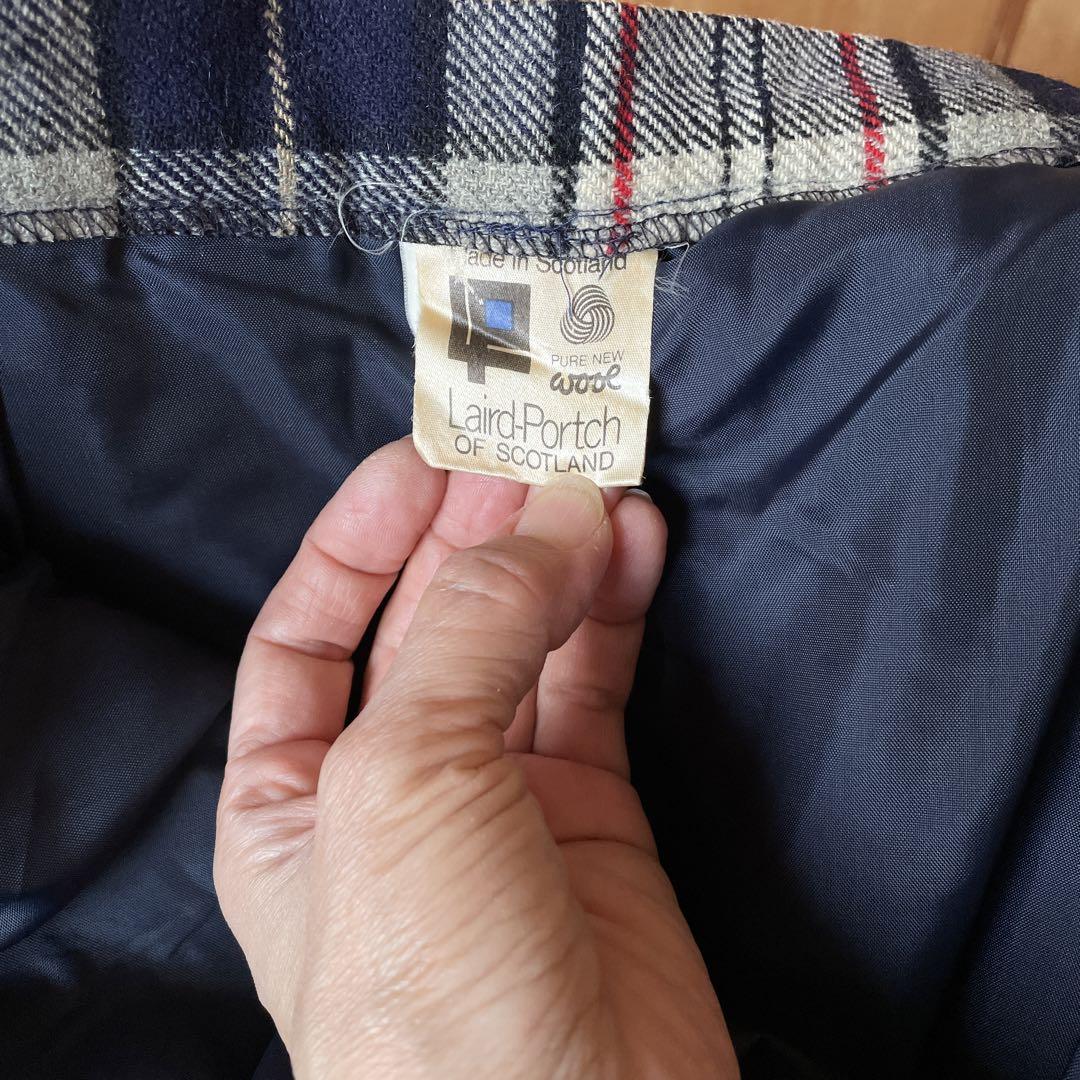 Made in Scotland
PURE NEW
wool
Laird-Portch
OF SCOTLAND